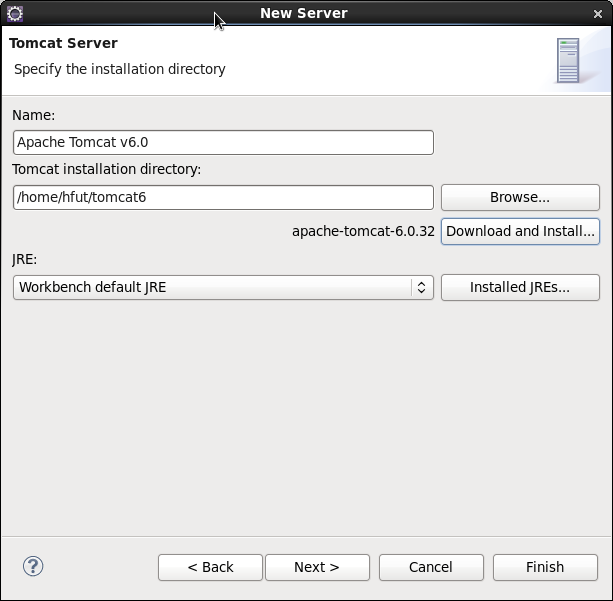 New Server
Tomcat Server
Specify the installation directory
Name:
Apache Tomcat v6.0
Tomcat installation directory:
/home/hfut/tomcat6
Browse...
apache-tomcat-6.0.32
Download and Install...
JRE:
Workbench default JRE
Installed JREs...
?
< Back
Next >
Cancel
Finish